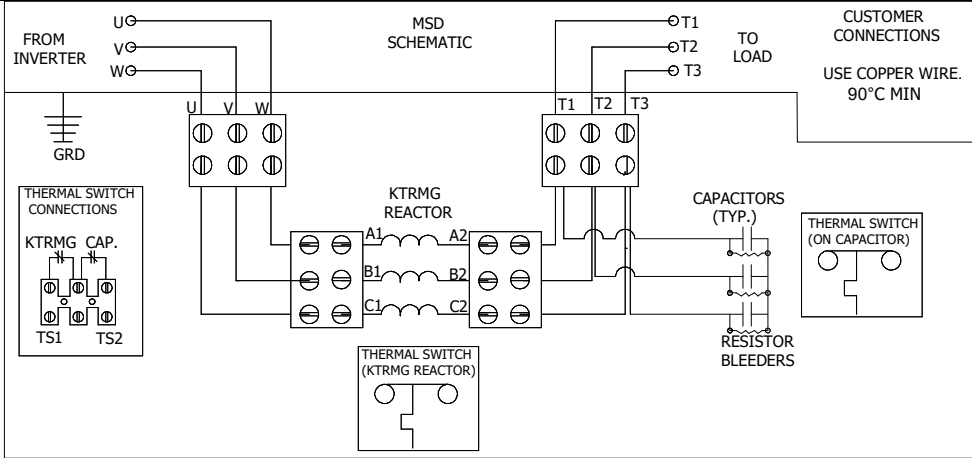 FROM
INVERTER
U
V
W
MSD
SCHEMATIC
T1
T2
T3
TO
LOAD
CUSTOMER
CONNECTIONS
USE COPPER WIRE.
90°C MIN
GRD
U V W
T1 T2 T3
THERMAL SWITCH
CONNECTIONS
KTRMG CAP.
TS1 TS2
KTRMG
REACTOR
A1 A2
B1 B2
C1 C2
CAPACITORS
(TYP.)
RESISTOR
BLEEDERS
THERMAL SWITCH
(ON CAPACITOR)
THERMAL SWITCH
(KTRMG REACTOR)